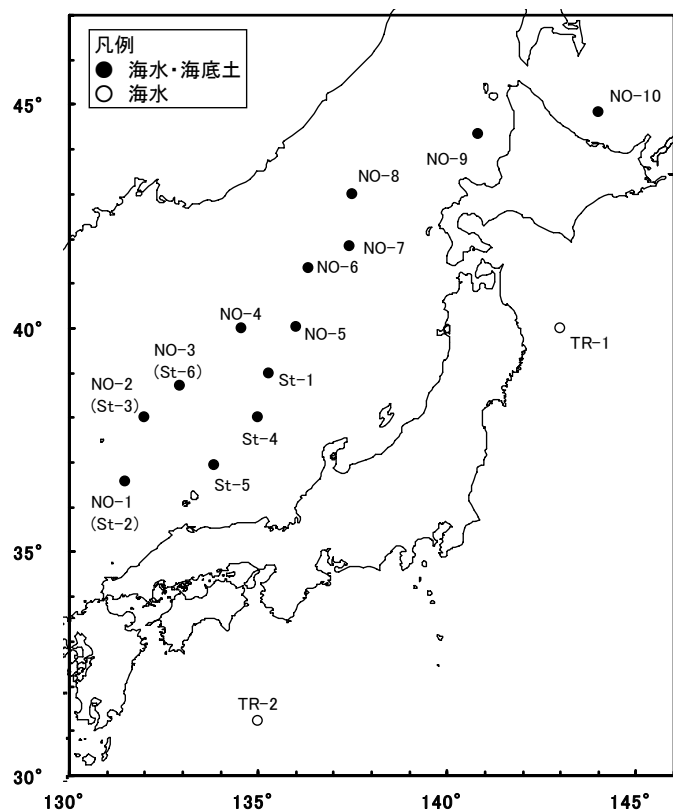 凡例
● 海水・海底土
○ 海水
45°
NO-10
NO-9
NO-8
NO-7
NO-6
NO-4
NO-5
40°
TR-1
NO-3
(St-6)
St-1
NO-2
(St-3)
St-4
St-5
NO-1
(St-2)
35°
TR-2
30°
130°
135°
140°
145°